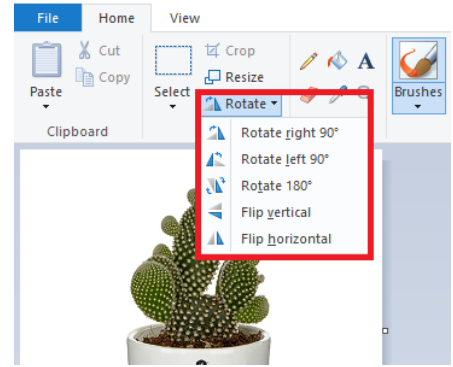 File Home View
Cut
Copy
Paste
Clipboard
Select
Crop
Resize
Rotate
A
Brushes
Rotate right 90°
Rotate left 90°
Rotate 180°
Flip vertical
Flip horizontal